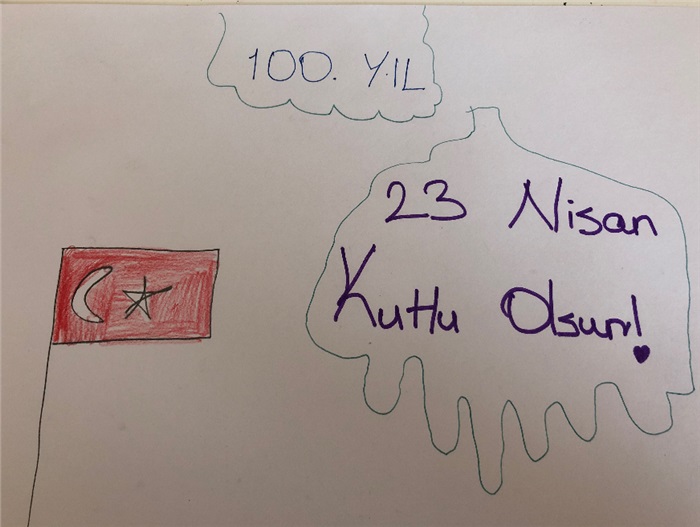 100. YIL
23 Nisan
Kutlu Olsun!